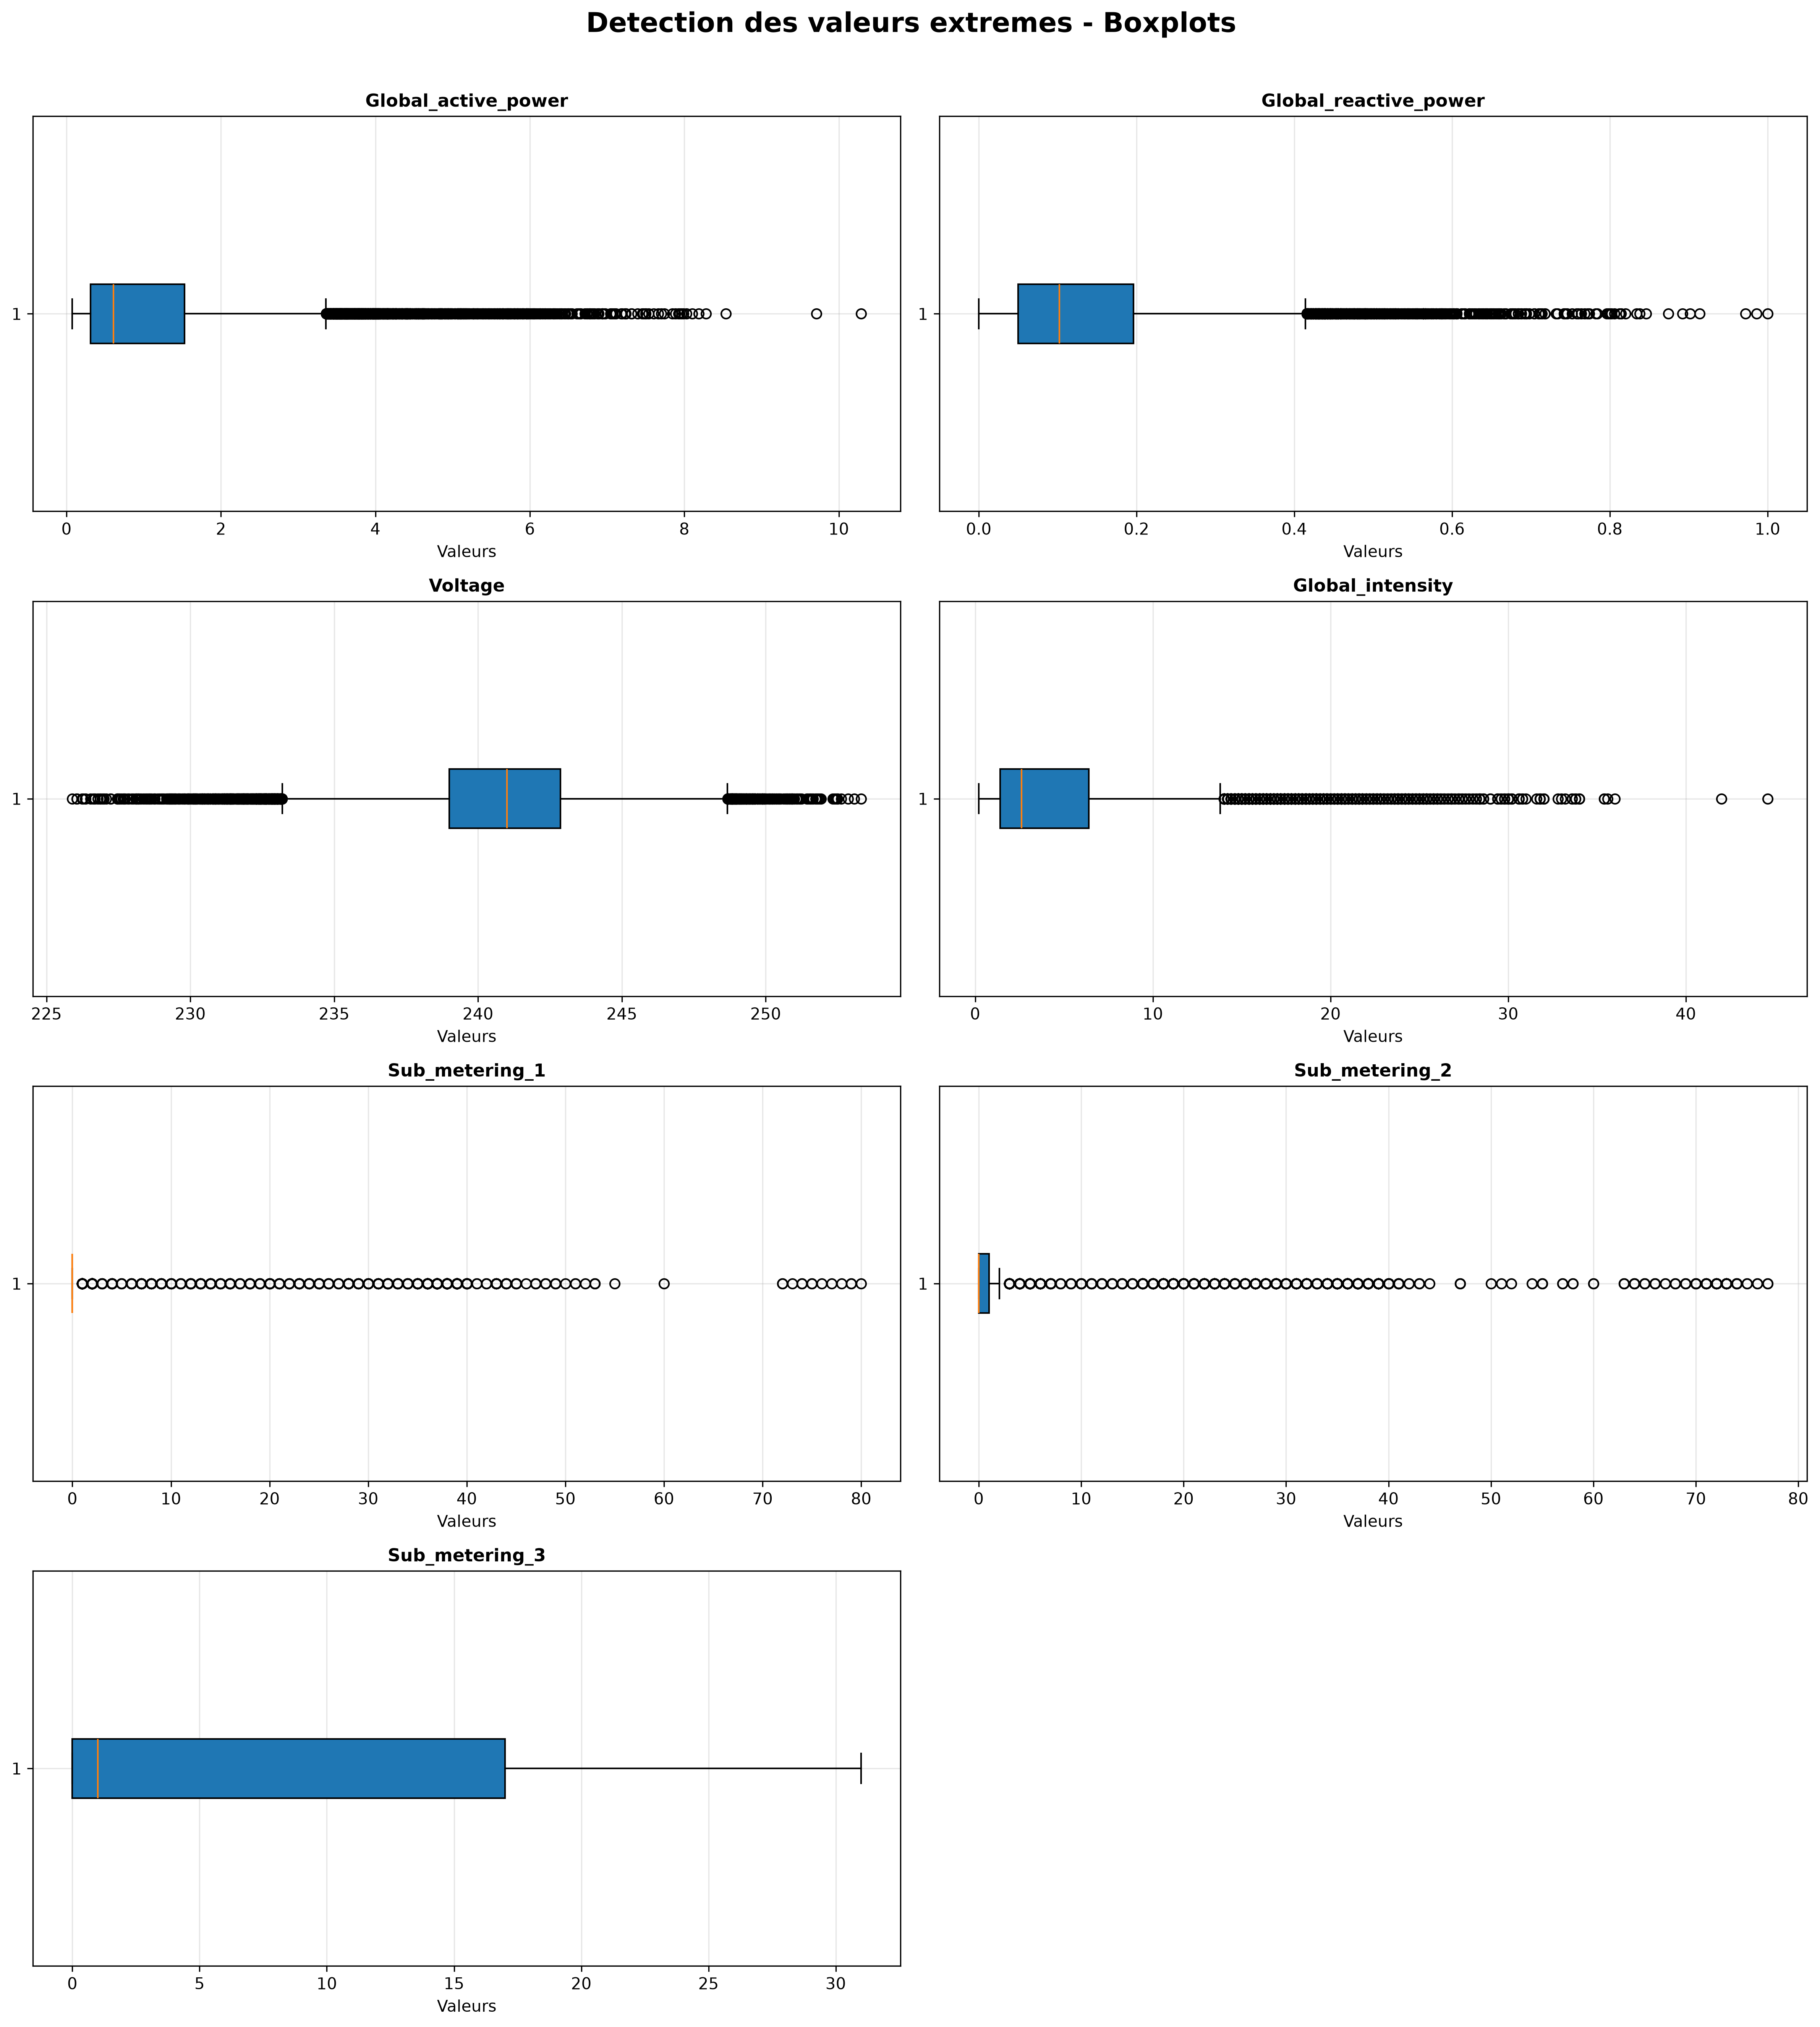 Detection des valeurs extremes - Boxplots
Global_active_power
1
0 2 4 6 8 10
Valeurs
Global_reactive_power
1
0.0 0.2 0.4 0.6 0.8 1.0
Valeurs
Voltage
1
225 230 235 240 245 250
Valeurs
Global_intensity
1
0 10 20 30 40
Valeurs
Sub_metering_1
1
0 10 20 30 40 50 60 70 80
Valeurs
Sub_metering_2
1
0 10 20 30 40 50 60 70 80
Valeurs
Sub_metering_3
1
0 5 10 15 20 25 30
Valeurs